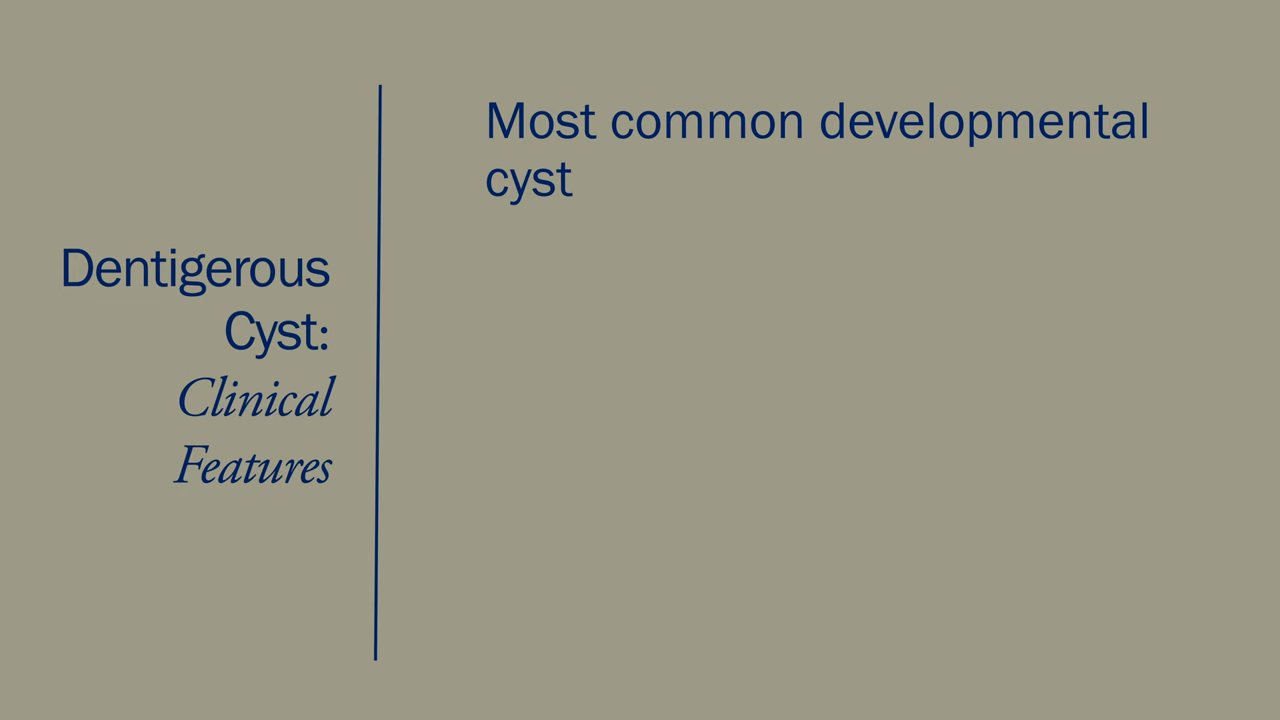 Dentigerous
Cyst:
Clinical
Features
Most common developmental
cyst